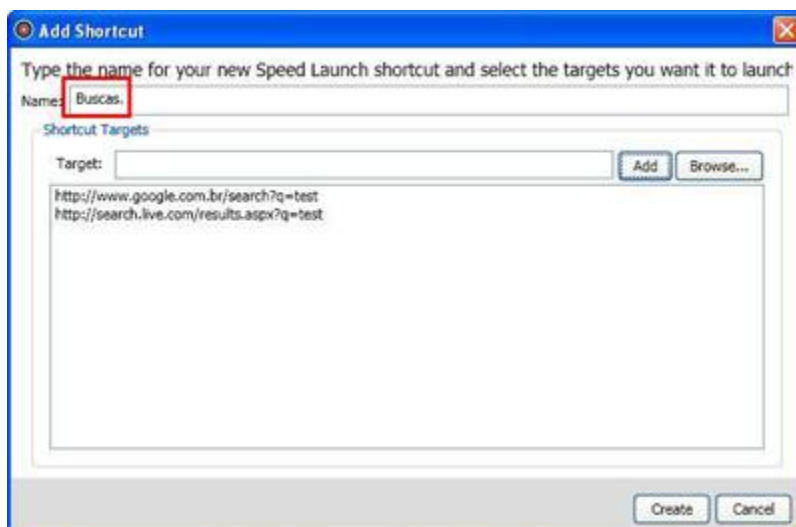 Add Shortcut
Type the name for your new Speed Launch shortcut and select the targets you want it to launch
Name: Buscas.
Shortcut Targets
Target: Add Browse...
http://www.google.com.br/search?q=test
http://search.live.com/results.aspx?q=test
Create Cancel